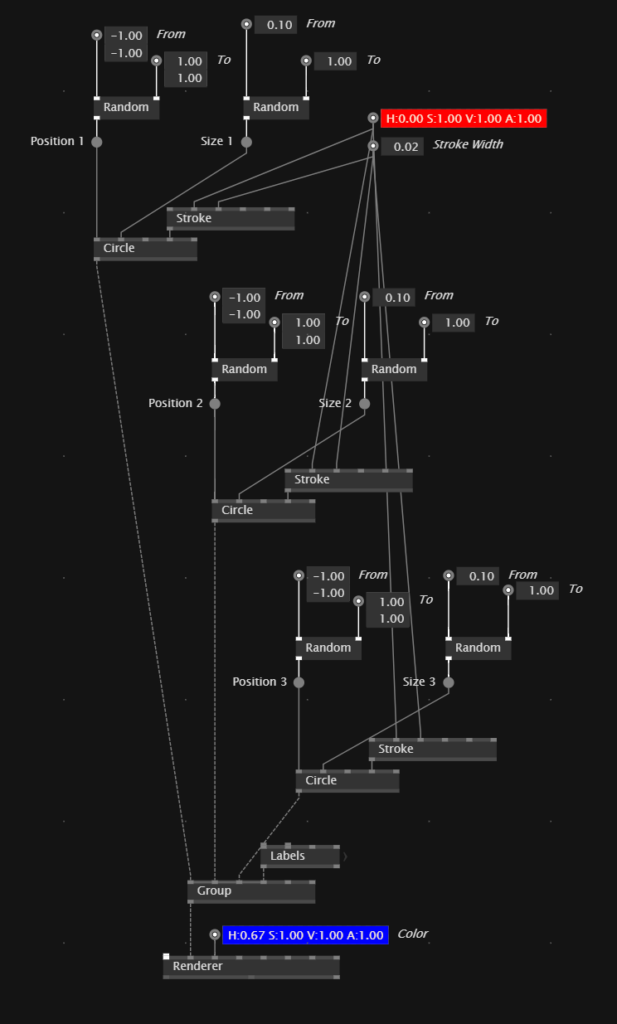 0.10 From
-1.00 From
-1.00
1.00 To
1.00
1.00 To
Random
Random
H:0.00 S:1.00 V:1.00 A:1.00
Position 1
Size 1
0.02 Stroke Width
Stroke
Circle
-1.00 From
-1.00
0.10 From
1.00 To
1.00
1.00 To
Random
Random
Position 2
Size 2
Stroke
Circle
-1.00 From
-1.00
0.10 From
1.00 To
1.00
1.00 To
Random
Random
Position 3
Size 3
Stroke
Circle
Labels
Group
H:0.67 S:1.00 V:1.00 A:1.00 Color
Renderer